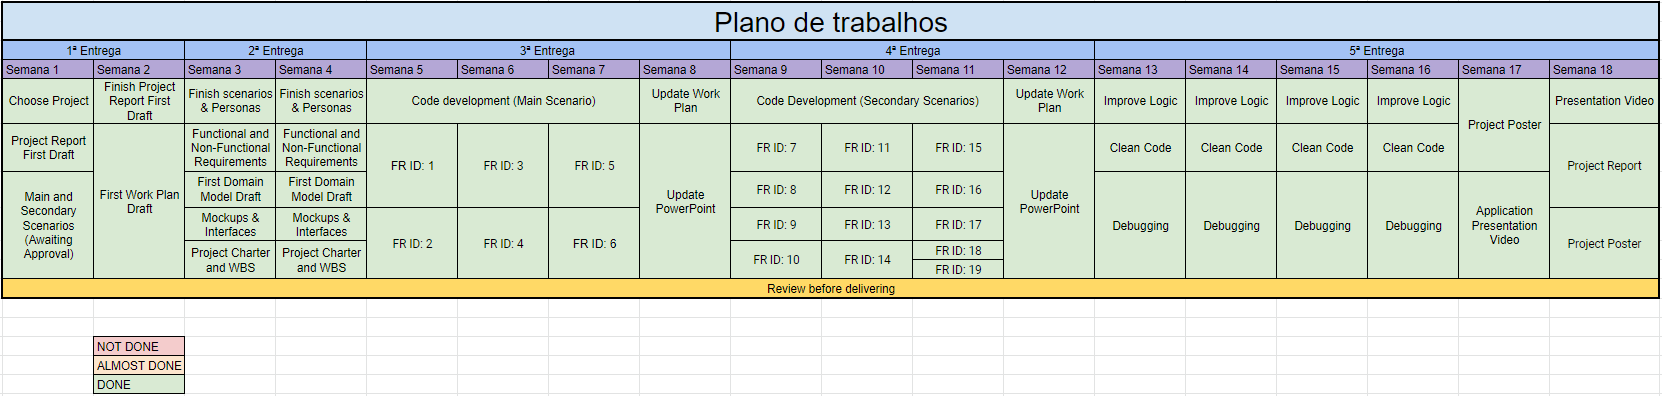 Plano de trabalhos
1ª Entrega
2ª Entrega
3ª Entrega
4ª Entrega
5ª Entrega
Semana 1
Semana 2
Semana 3
Semana 4
Semana 5
Semana 6
Semana 7
Semana 8
Semana 9
Semana 10
Semana 11
Semana 12
Semana 13
Semana 14
Semana 15
Semana 16
Semana 17
Semana 18
Choose Project
Finish Project
Report First
Draft
Finish scenarios
& Personas
Finish scenarios
& Personas
Code development (Main Scenario)
Update Work
Plan
Code Development (Secondary Scenarios)
Update Work
Plan
Improve Logic
Improve Logic
Improve Logic
Improve Logic
Project Poster
Presentation Video
Project Report
First Draft
First Work Plan
Draft
Functional and
Non-Functional
Requirements
Functional and
Non-Functional
Requirements
FR ID: 1
FR ID: 3
FR ID: 5
Update
PowerPoint
FR ID: 7
FR ID: 11
FR ID: 15
Update
PowerPoint
Clean Code
Clean Code
Clean Code
Clean Code
Project Report
Main and
Secondary
Scenarios
(Awaiting
Approval)
First Domain
Model Draft
First Domain
Model Draft
FR ID: 8
FR ID: 12
FR ID: 16
Debugging
Debugging
Debugging
Debugging
Application
Presentation
Video
Mockups &
Interfaces
Mockups &
Interfaces
FR ID: 2
FR ID: 4
FR ID: 6
FR ID: 9
FR ID: 13
FR ID: 17
Project Poster
Project Charter
and WBS
Project Charter
and WBS
FR ID: 10
FR ID: 14
FR ID: 18
FR ID: 19
Review before delivering
NOT DONE
ALMOST DONE
DONE